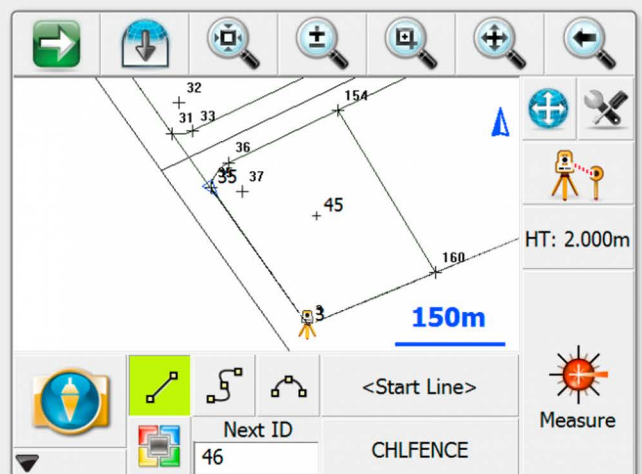 32
154
31 33
36
35 37
45
HT: 2.000m
160
3
150m
<Start Line>
Next ID
Measure
46
CHLFENCE